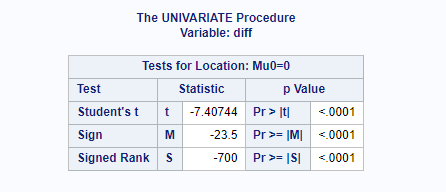 The UNIVARIATE Procedure
Variable: diff
Tests for Location: Mu0=0
Test Statistic p Value
Student's t t -7.40744 Pr > |t| <.0001
Sign M -23.5 Pr >= |M| <.0001
Signed Rank S -700 Pr >= |S| <.0001